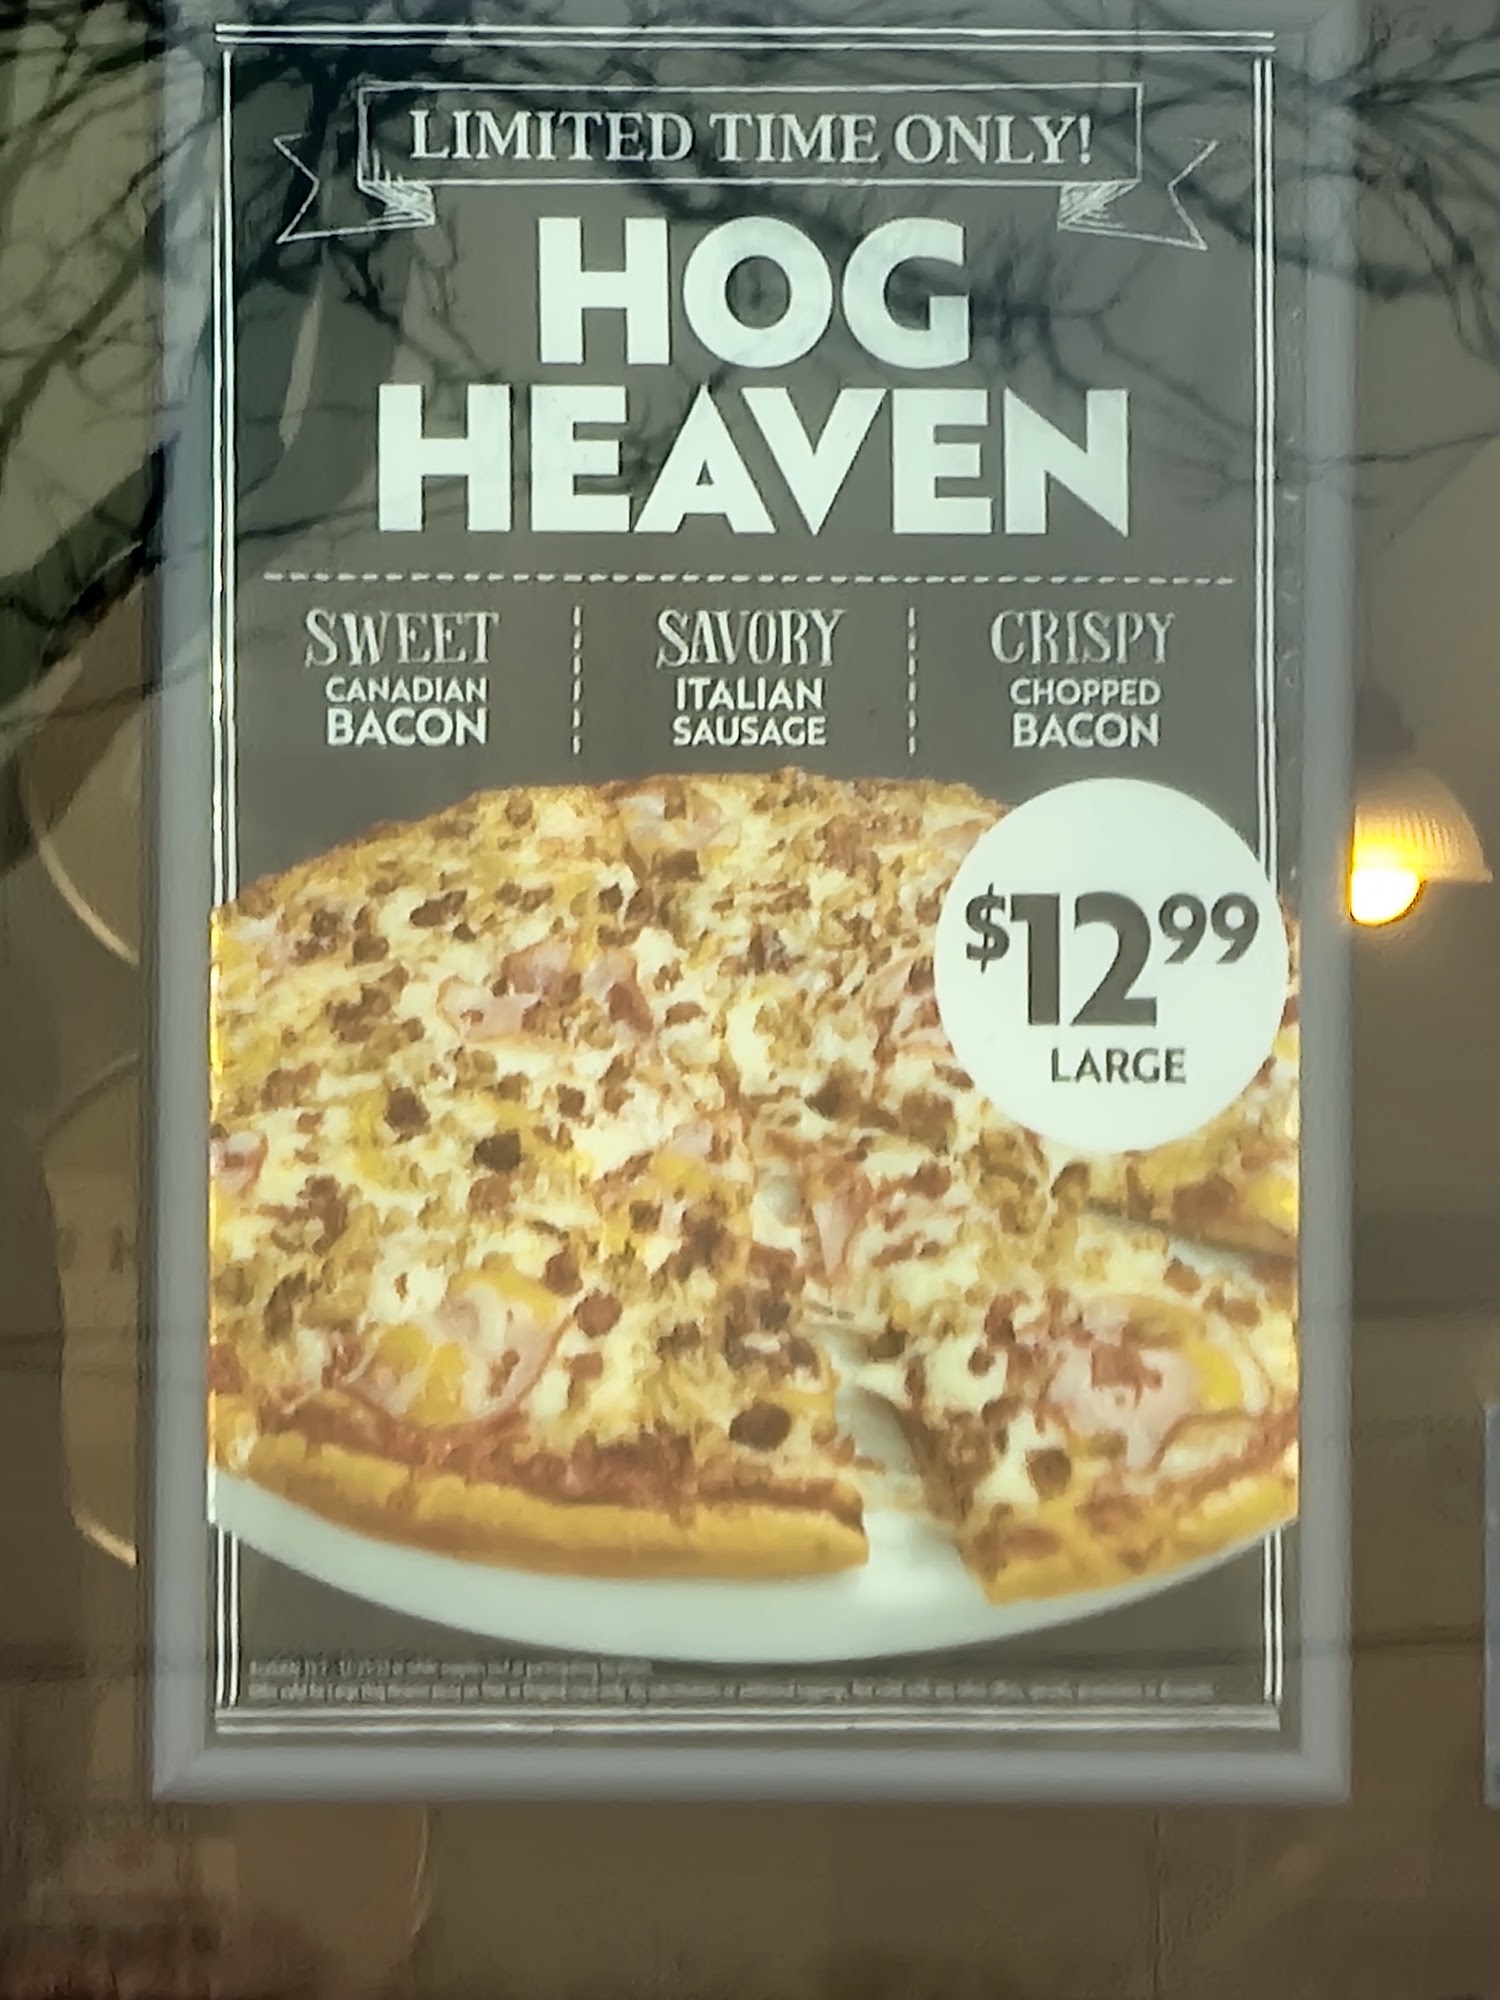 LIMITED TIME ONLY!
HOG
HEAVEN
SWEET
CANADIAN
BACON
SAVORY
ITALIAN
SAUSAGE
CRISPY
CHOPPED
BACON
$12.99
LARGE